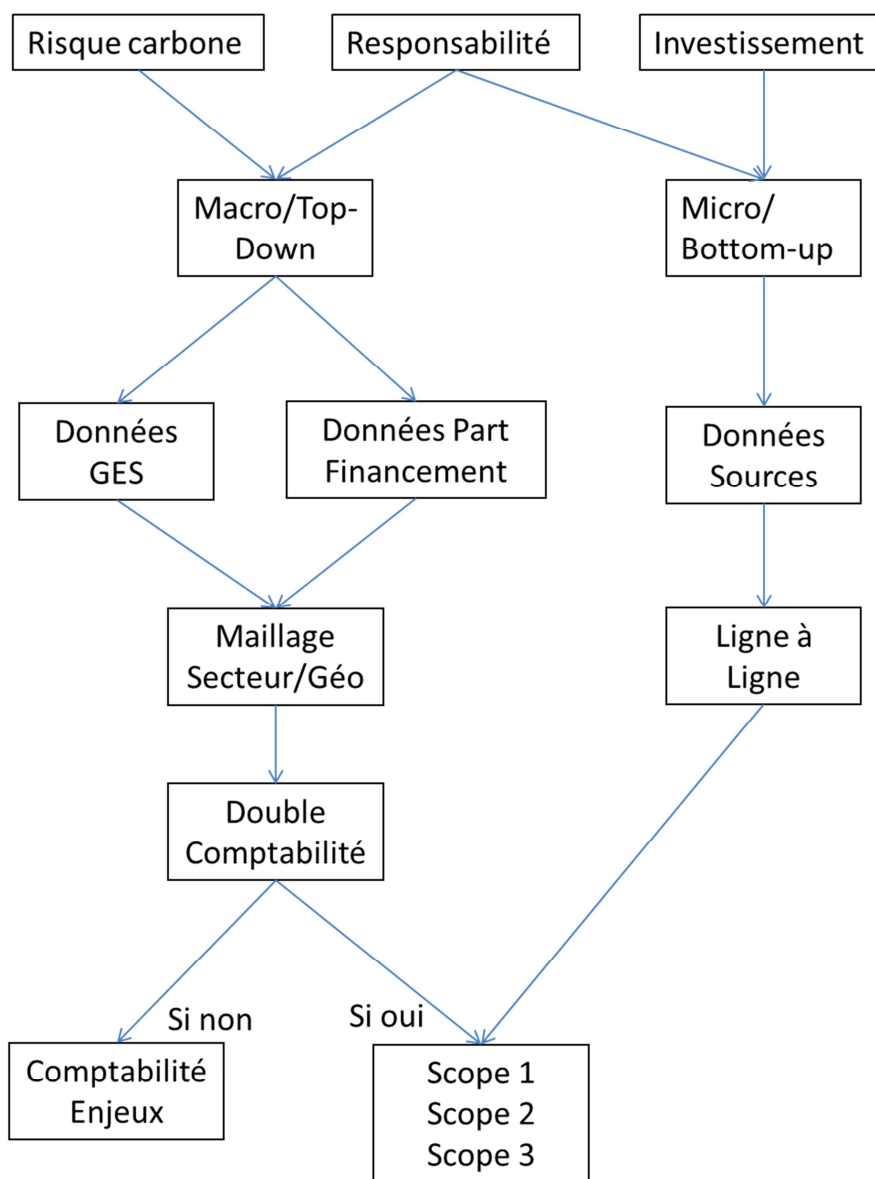 Risque carbone
Responsabilité
Investissement
Macro/Top-
Down
Micro/
Bottom-up
Données
GES
Données Part
Financement
Données
Sources
Maillage
Secteur/Géo
Ligne à
Ligne
Double
Comptabilité
Si non
Si oui
Comptabilité
Enjeux
Scope 1
Scope 2
Scope 3